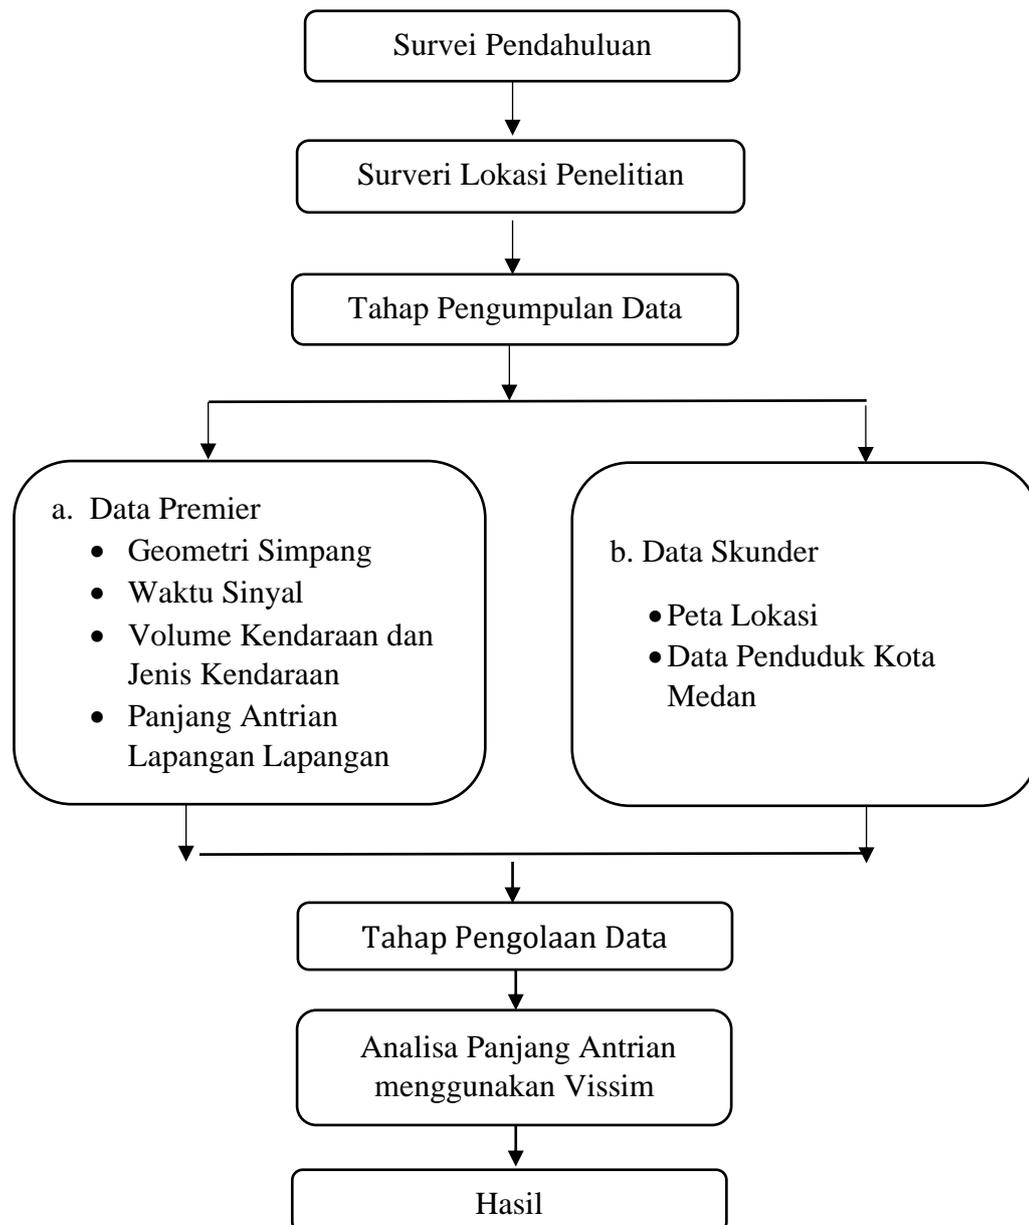 Survei Pendahuluan
Surveri Lokasi Penelitian
Tahap Pengumpulan Data
a. Data Premier
• Geometri Simpang
• Waktu Sinyal
• Volume Kendaraan dan
Jenis Kendaraan
• Panjang Antrian
Lapangan Lapangan
b. Data Skunder
• Peta Lokasi
• Data Penduduk Kota
Medan
Tahap Pengolaan Data
Analisa Panjang Antrian
menggunakan Vissim
Hasil